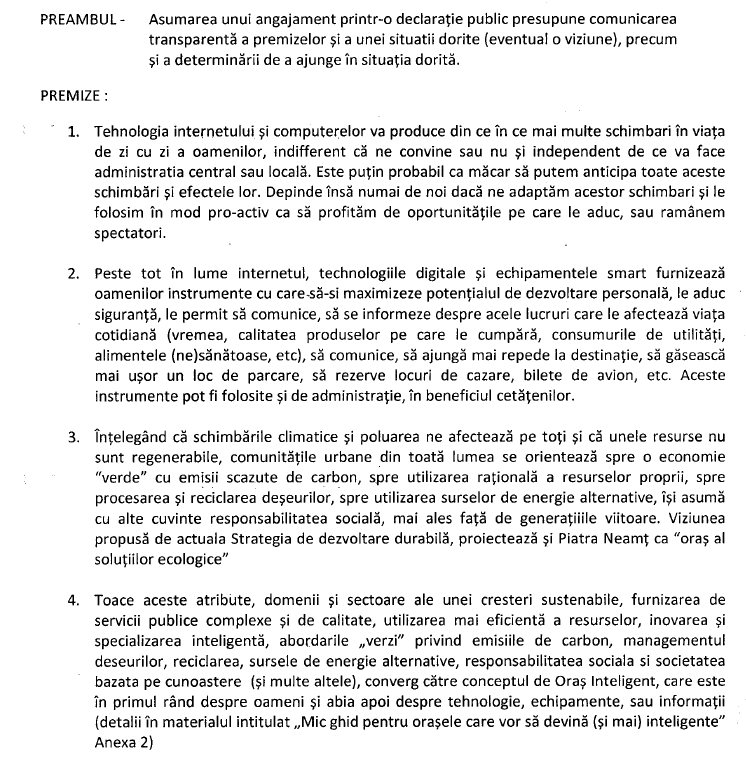 PREAMBUL - Asumarea unui angajament printr-o declarație public presupune comunicarea
transparentă a premizelor și a unei situatii dorite (eventual o viziune), precum
și a determinării de a ajunge în situația dorită.
PREMIZE :
1. Tehnologia internetului și computerelor va produce din ce în ce mai multe schimbari în viața
de zi cu zi a oamenilor, indifferent că ne convine sau nu și independent de ce va face
administratia central sau locală. Este puțin probabil ca măcar să putem anticipa toate aceste
schimbări și efectele lor. Depinde însă numai de noi dacă ne adaptăm acestor schimbari și le
folosim în mod pro-activ ca să profităm de oportunitățile pe care le aduc, sau ramânem
spectatori.
2. Peste tot în lume internetul, technologiile digitale și echipamentele smart furnizează
oamenilor instrumente cu care-să-si maximizeze potențialul de dezvoltare personală, le aduc
siguranță, le permit să comunice, să se informeze despre acele lucruri care le afectează viața
cotidiană (vremea, calitatea produselor pe care le cumpără, consumurile de utilități,
alimentele (ne)sănătoase, etc), să comunice, să ajungă mai repede la destinație, să găsească
mai ușor un loc de parcare, să rezerve locuri de cazare, bilete de avion, etc. Aceste
instrumente pot fi folosite și de administrație, în beneficiul cetățenilor.
3. Înțelegând că schimbările climatice și poluarea ne afectează pe toți și că unele resurse nu
sunt regenerabile, comunitățile urbane din toată lumea se orientează spre o economie
"verde" cu emisii scazute de carbon, spre utilizarea rațională a resurselor proprii, spre
procesarea și reciclarea deșeurilor, spre utilizarea surselor de energie alternative, își asumă
cu alte cuvinte responsabilitatea socială, mai ales față de generațiiile viitoare. Viziunea
propusă de actuala Strategia de dezvoltare durabilă, proiectează și Piatra Neamț ca "oraș al
soluțiilor ecologice"
4. Toace aceste atribute, domenii și sectoare ale unei cresteri sustenabile, furnizarea de
servicii publice complexe și de calitate, utilizarea mai eficientă a resurselor, inovarea și
specializarea inteligentă, abordările „verzi” privind emisiile de carbon, managementul
deseurilor, reciclarea, sursele de energie alternative, responsabilitatea sociala si societatea
bazata pe cunoastere (și multe altele), converg către conceptul de Oraș Inteligent, care este
în primul rând despre oameni și abia apoi despre tehnologie, echipamente, sau informații
(detalii în materialul intitulat „Mic ghid pentru orașele care vor să devină (și mai) inteligente”
Anexa 2)